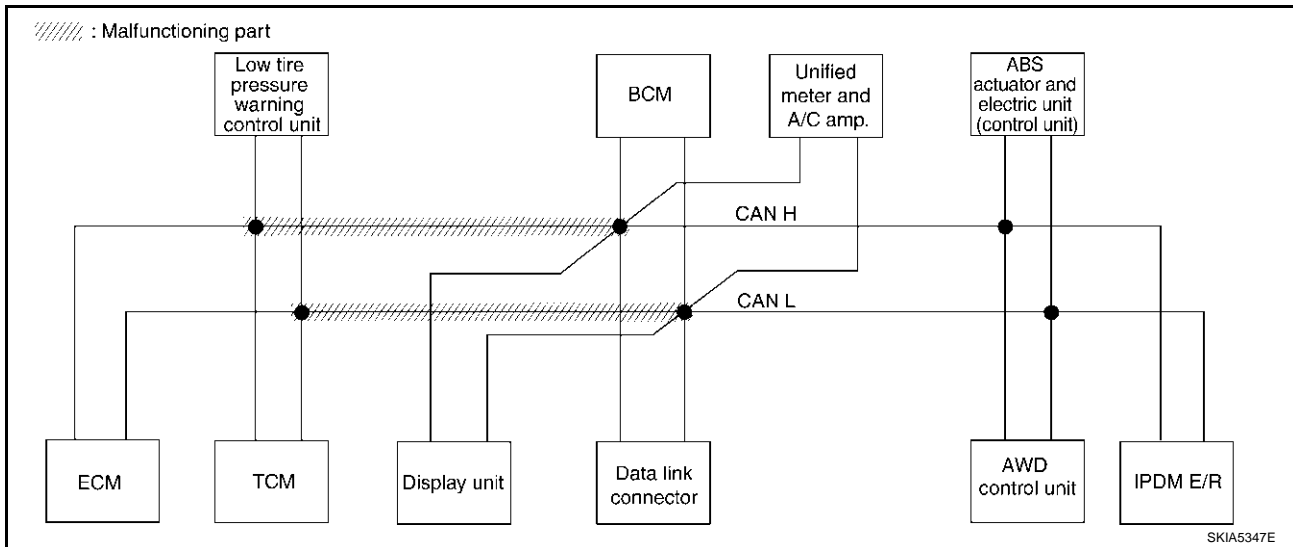 : Malfunctioning part
Low tire
pressure
warning
control unit
BCM
Unified
meter and
A/C amp.
ABS
actuator and
electric unit
(control unit)
CAN H
CAN L
ECM
TCM
Display unit
Data link
connector
AWD
control unit
IPDM E/R
SKIA5347E